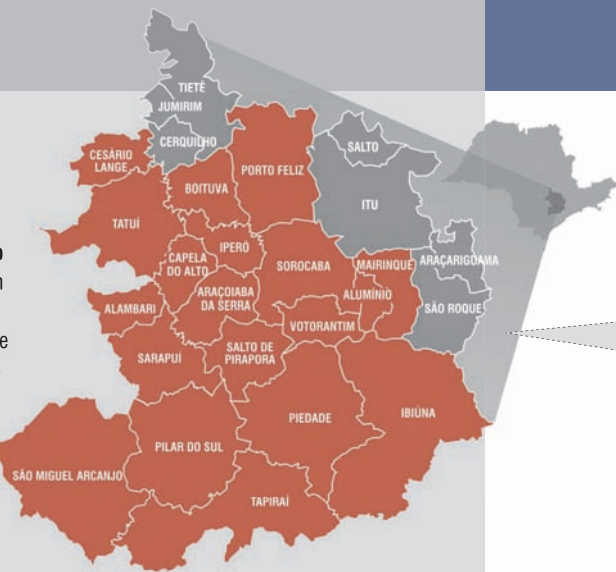 TIETÊ
JUMIRIM
CERQUILHO
CESÁRIO
LANGE
PORTO FELIZ
SALTO
BOITUVA
ITU
TATUÍ
IPERÓ
CAPELA
DO ALTO
SOROCABA
MAIRINQUE
ARAÇARIGUAMA
ARAÇOIABA
DA SERRA
ALUMÍNIO
ALAMBARI
SÃO ROQUE
VOTORANTIM
SARAPUÍ
SALTO DE
PIRAPORA
PIEDADE
IBIÚNA
PILAR DO SUL
SÃO MIGUEL ARCANJO
TAPIRAÍ